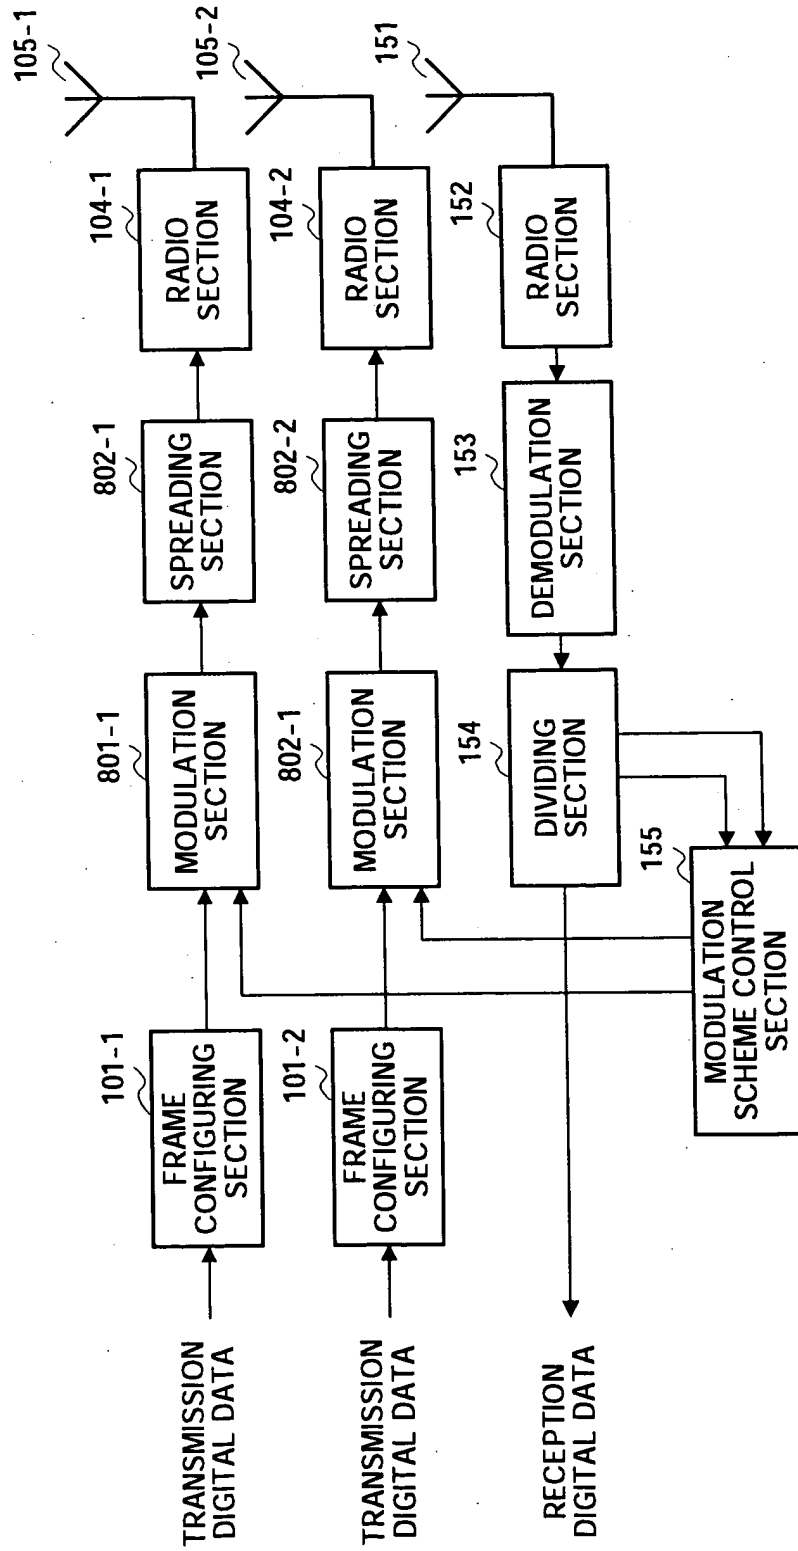 TRANSMISSION
DIGITAL DATA
101-1
FRAME
CONFIGURING
SECTION
801-1
MODULATION
SECTION
802-1
SPREADING
SECTION
104-1
RADIO
SECTION
105-1
TRANSMISSION
DIGITAL DATA
101-2
FRAME
CONFIGURING
SECTION
802-1
MODULATION
SECTION
802-2
SPREADING
SECTION
104-2
RADIO
SECTION
105-2
RECEPTION
DIGITAL DATA
154
DIVIDING
SECTION
153
DEMODULATION
SECTION
152
RADIO
SECTION
151
155
MODULATION
SCHEME CONTROL
SECTION